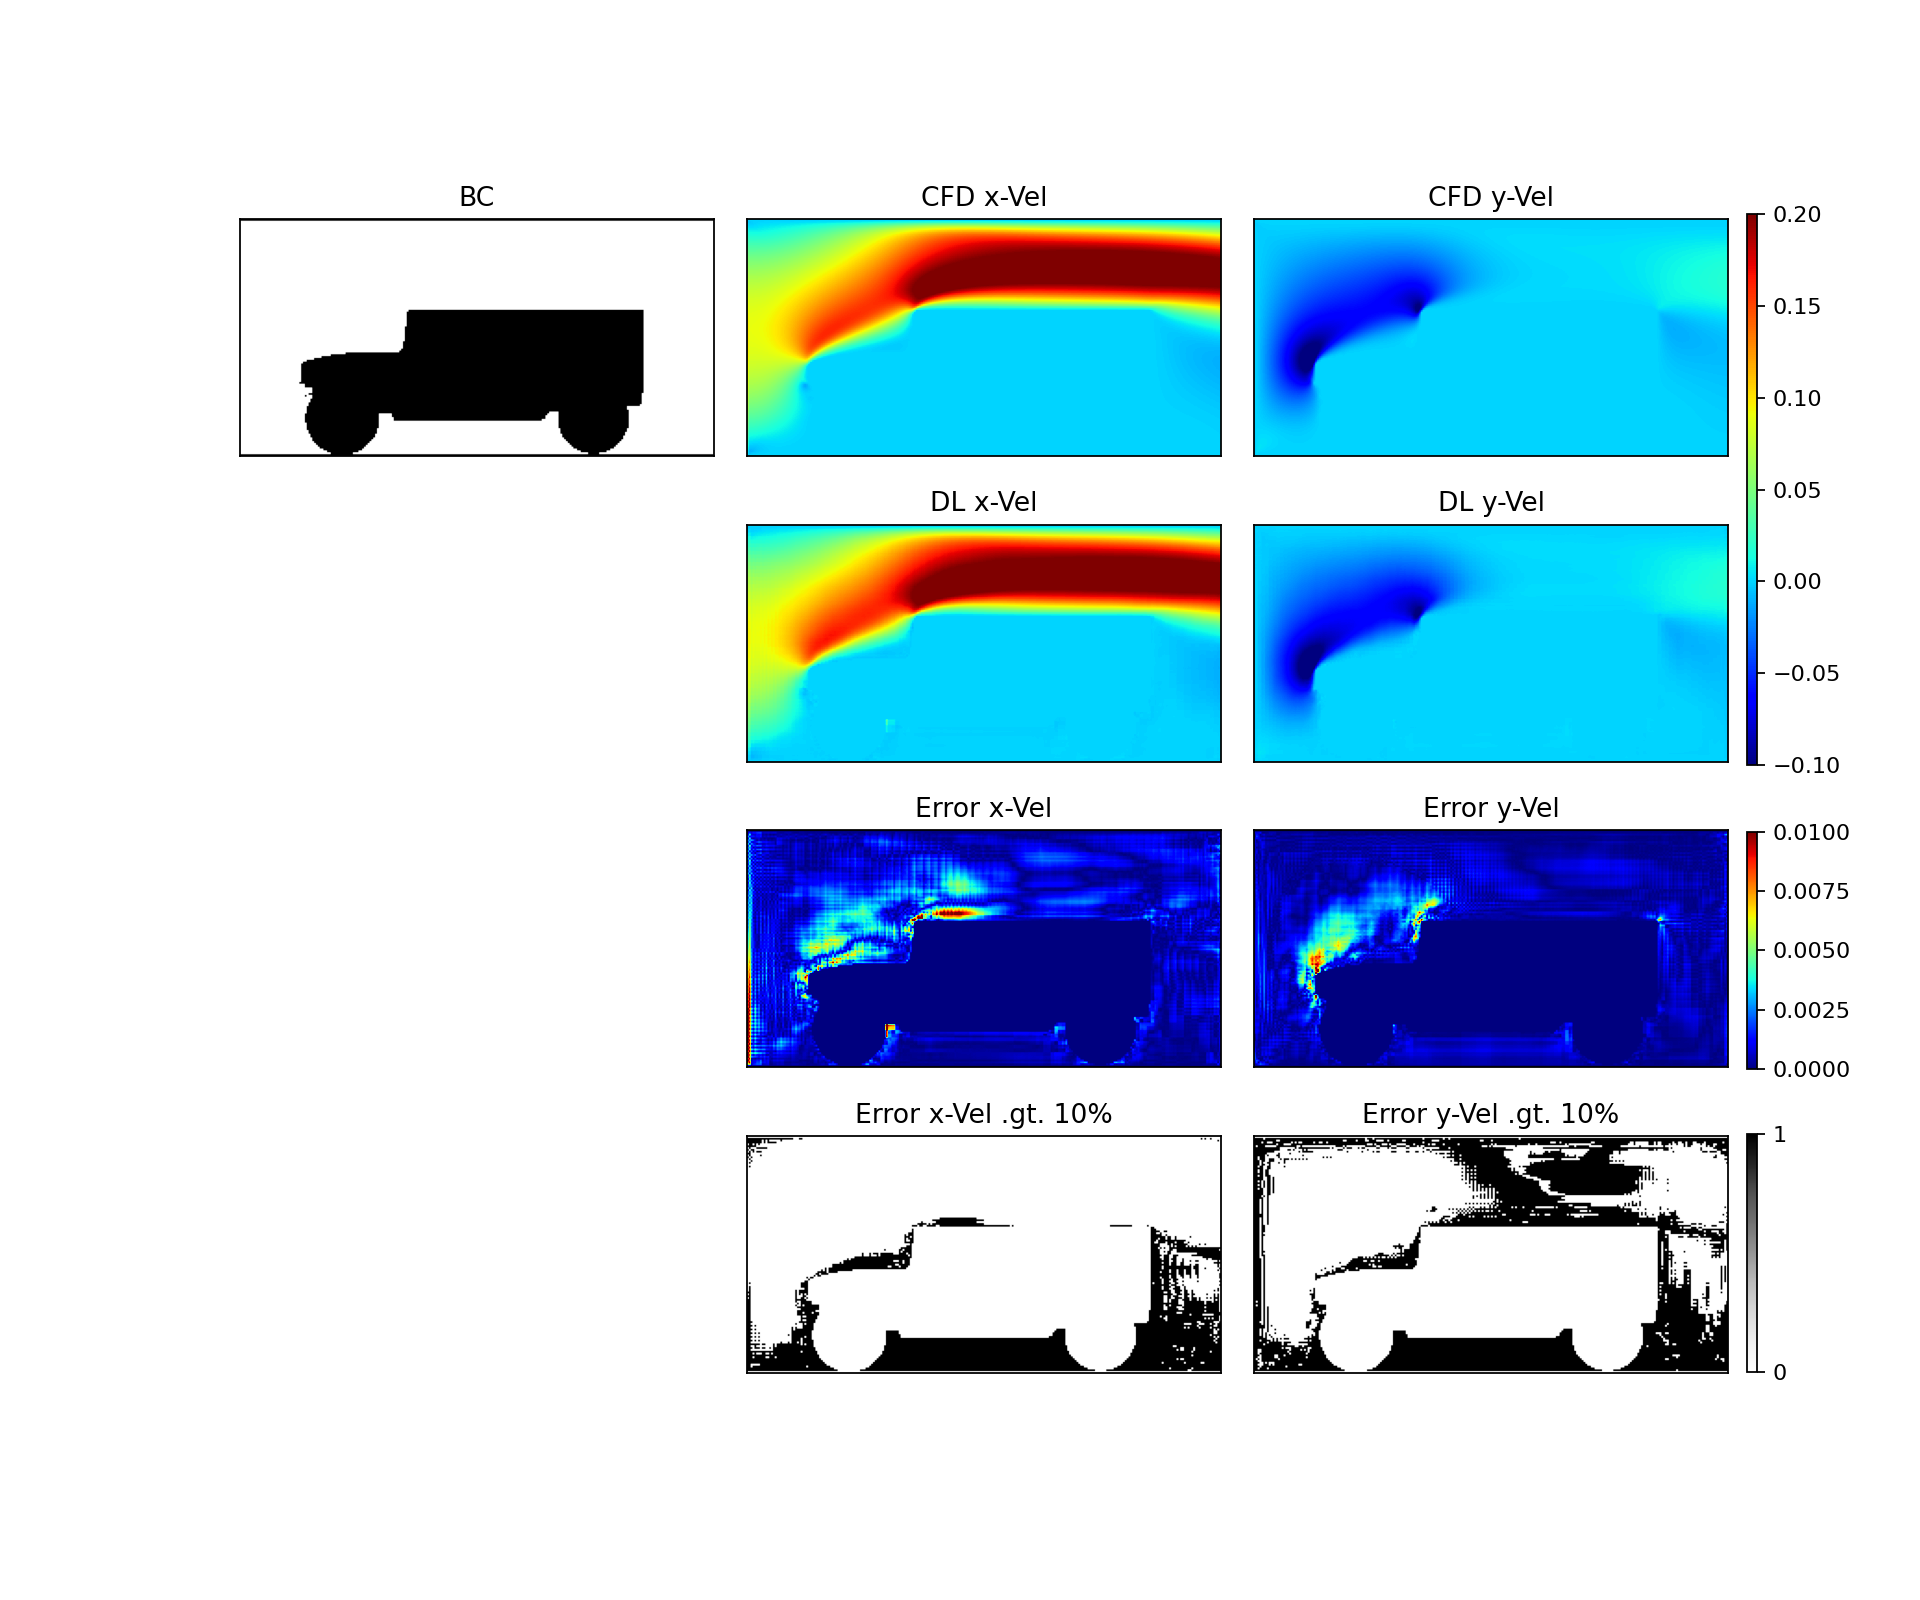 BC
CFD x-Vel
CFD y-Vel
0.20
0.15
0.10
0.05
0.00
−0.05
−0.10
DL x-Vel
DL y-Vel
Error x-Vel
Error y-Vel
0.0100
0.0075
0.0050
0.0025
0.0000
Error x-Vel .gt. 10%
Error y-Vel .gt. 10%
1
0